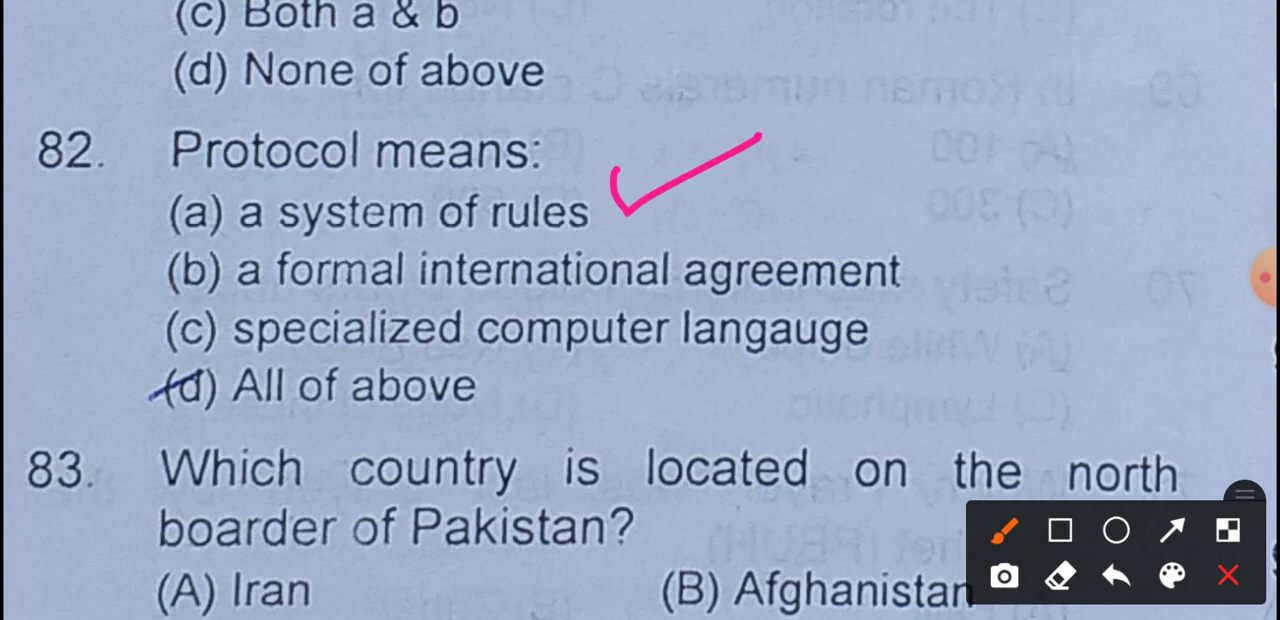 (c) Both a & b
(d) None of above
82. Protocol means:
(a) a system of rules
(b) a formal international agreement
(c) specialized computer langauge
(d) All of above
83. Which country is located on the north
boarder of Pakistan?
(A) Iran (B) Afghanistan